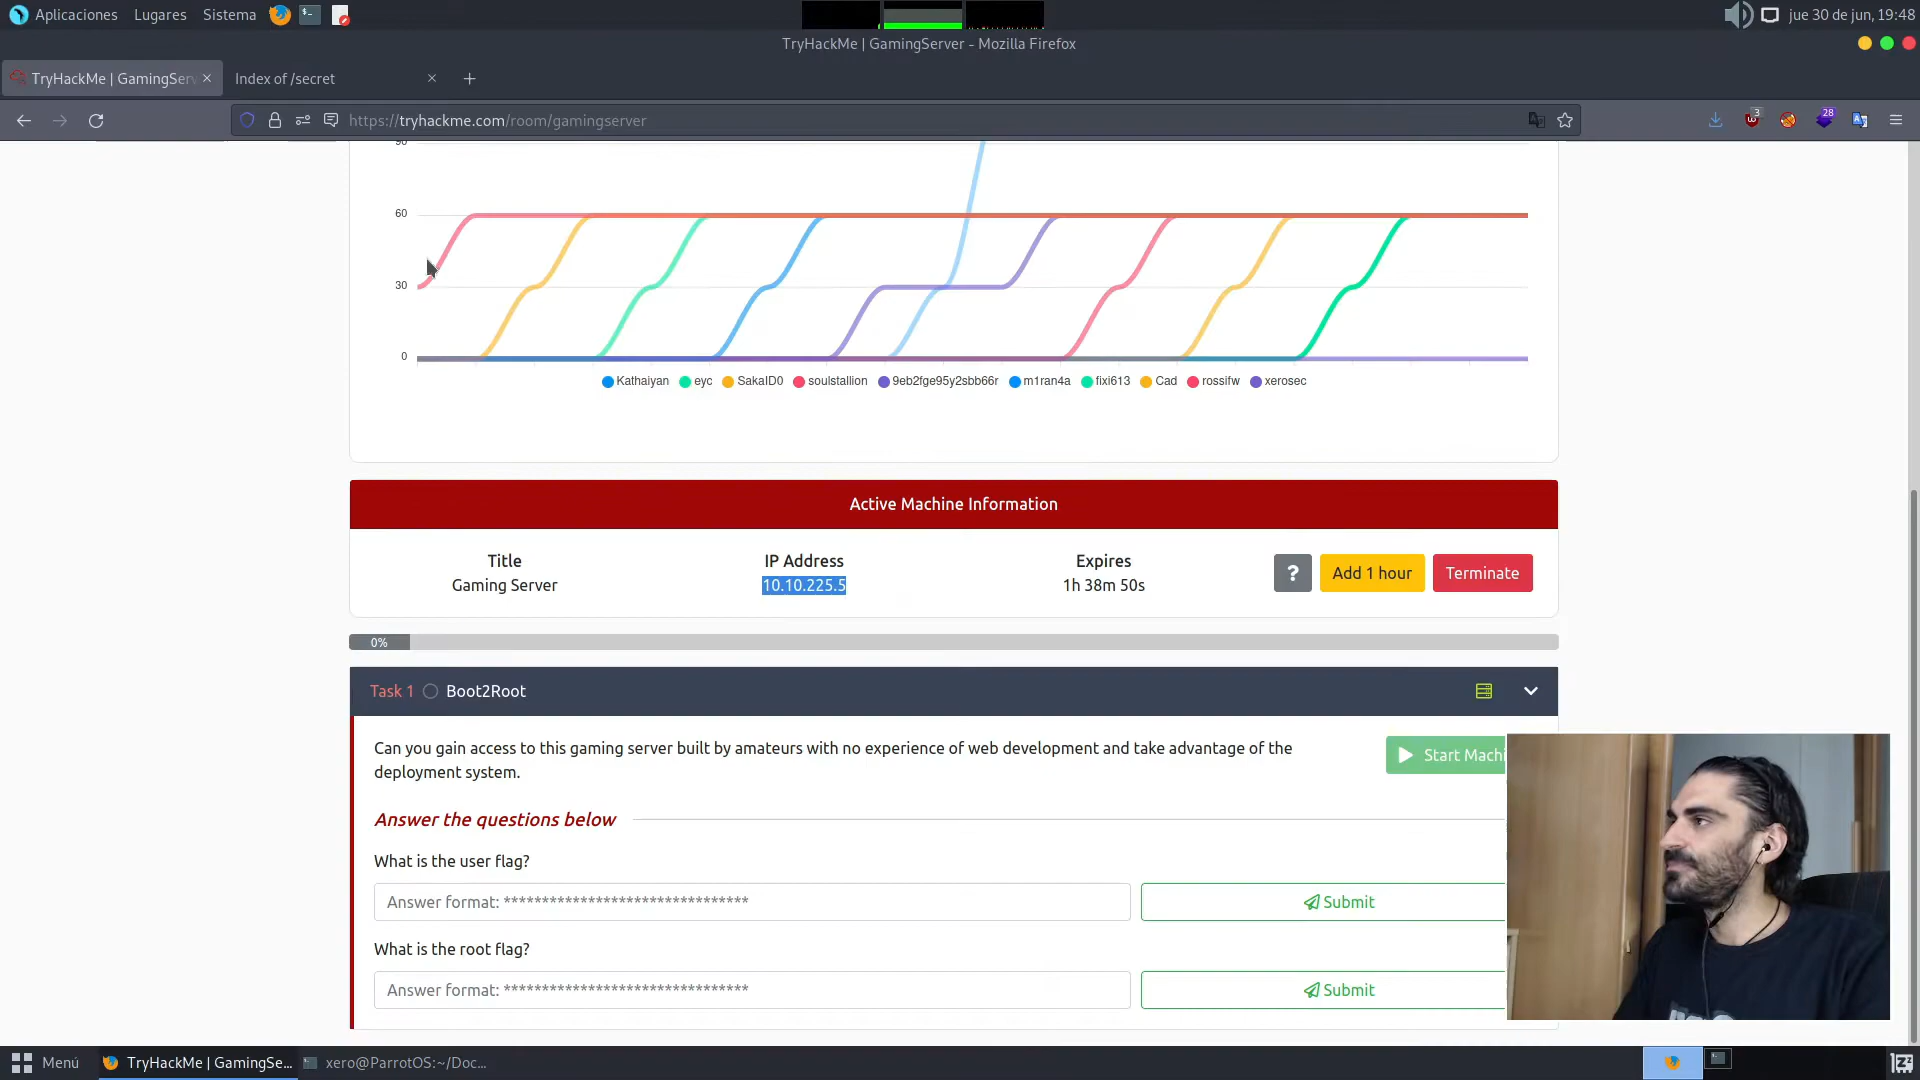 Aplicaciones Lugares Sistema
jue 30 de jun, 19:48
TryHackMe | GamingServer - Mozilla Firefox
TryHackMe | GamingServ
Index of /secret
https://tryhackme.com/room/gamingserver
3
28
90
60
30
0
Kathaiyan eyc SakaID0 soulstallion 9eb2fge95y2sbb66r m1ran4a fixi613 Cad rossifw xerosec
Active Machine Information
Title IP Address Expires
Gaming Server 10.10.225.5 1h 38m 50s
? Add 1 hour Terminate
0%
Task 1 Boot2Root
Can you gain access to this gaming server built by amateurs with no experience of web development and take advantage of the
deployment system.
Start Machi
Answer the questions below
What is the user flag?
Answer format: ********************************
Submit
What is the root flag?
Answer format: ********************************
Submit
Menú TryHackMe | GamingSe... xero@ParrotOS:~/Doc...